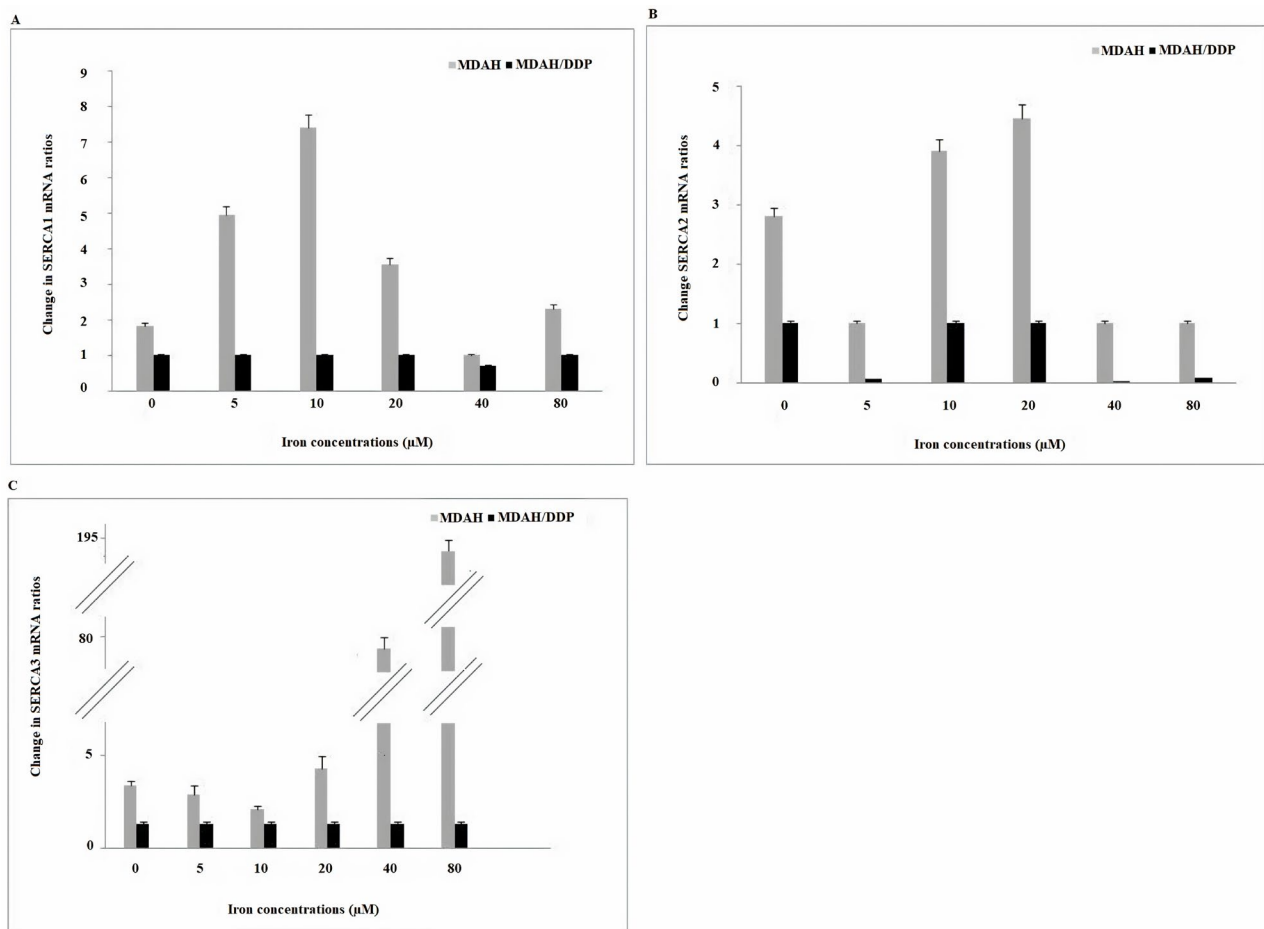 A
MDAH MDAH/DDP
Change in SERCA1 mRNA ratios
9
8
7
6
5
4
3
2
1
0
0 5 10 20 40 80
Iron concentrations (µM)
B
MDAH MDAH/DDP
Change SERCA2 mRNA ratios
5
4
3
2
1
0
0 5 10 20 40 80
Iron concentrations (µM)
C
MDAH MDAH/DDP
Change in SERCA3 mRNA ratios
195
80
5
0
0 5 10 20 40 80
Iron concentrations (µM)